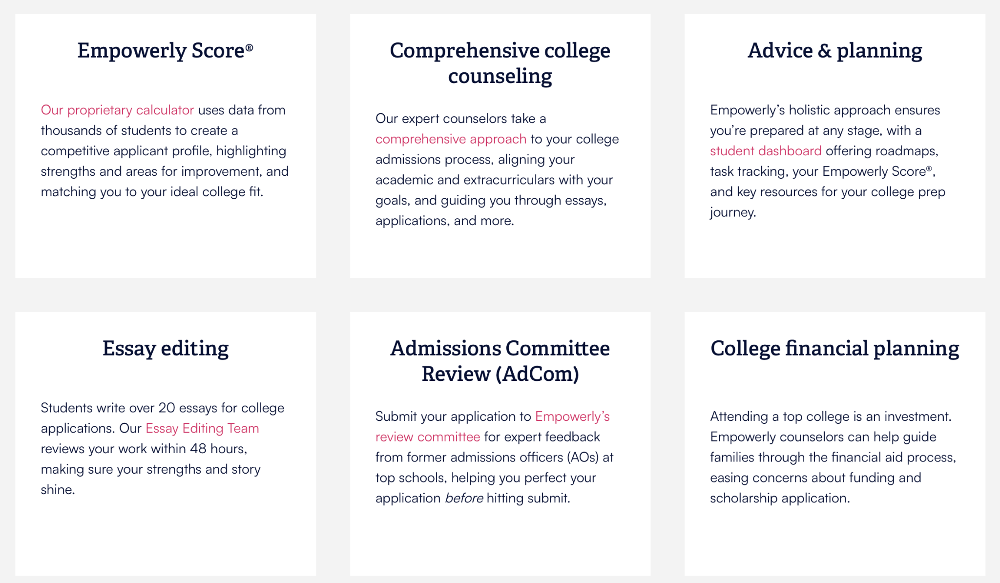 Empowerly Score®
Our proprietary calculator uses data from
thousands of students to create a
competitive applicant profile, highlighting
strengths and areas for improvement, and
matching you to your ideal college fit.
Comprehensive college
counseling
Our expert counselors take a
comprehensive approach to your college
admissions process, aligning your
academic and extracurriculars with your
goals, and guiding you through essays,
applications, and more.
Advice & planning
Empowerly’s holistic approach ensures
you’re prepared at any stage, with a
student dashboard offering roadmaps,
task tracking, your Empowerly Score®,
and key resources for your college prep
journey.
Essay editing
Students write over 20 essays for college
applications. Our Essay Editing Team
reviews your work within 48 hours,
making sure your strengths and story
shine.
Admissions Committee
Review (AdCom)
Submit your application to Empowerly’s
review committee for expert feedback
from former admissions officers (AOs) at
top schools, helping you perfect your
application before hitting submit.
College financial planning
Attending a top college is an investment.
Empowerly counselors can help guide
families through the financial aid process,
easing concerns about funding and
scholarship application.